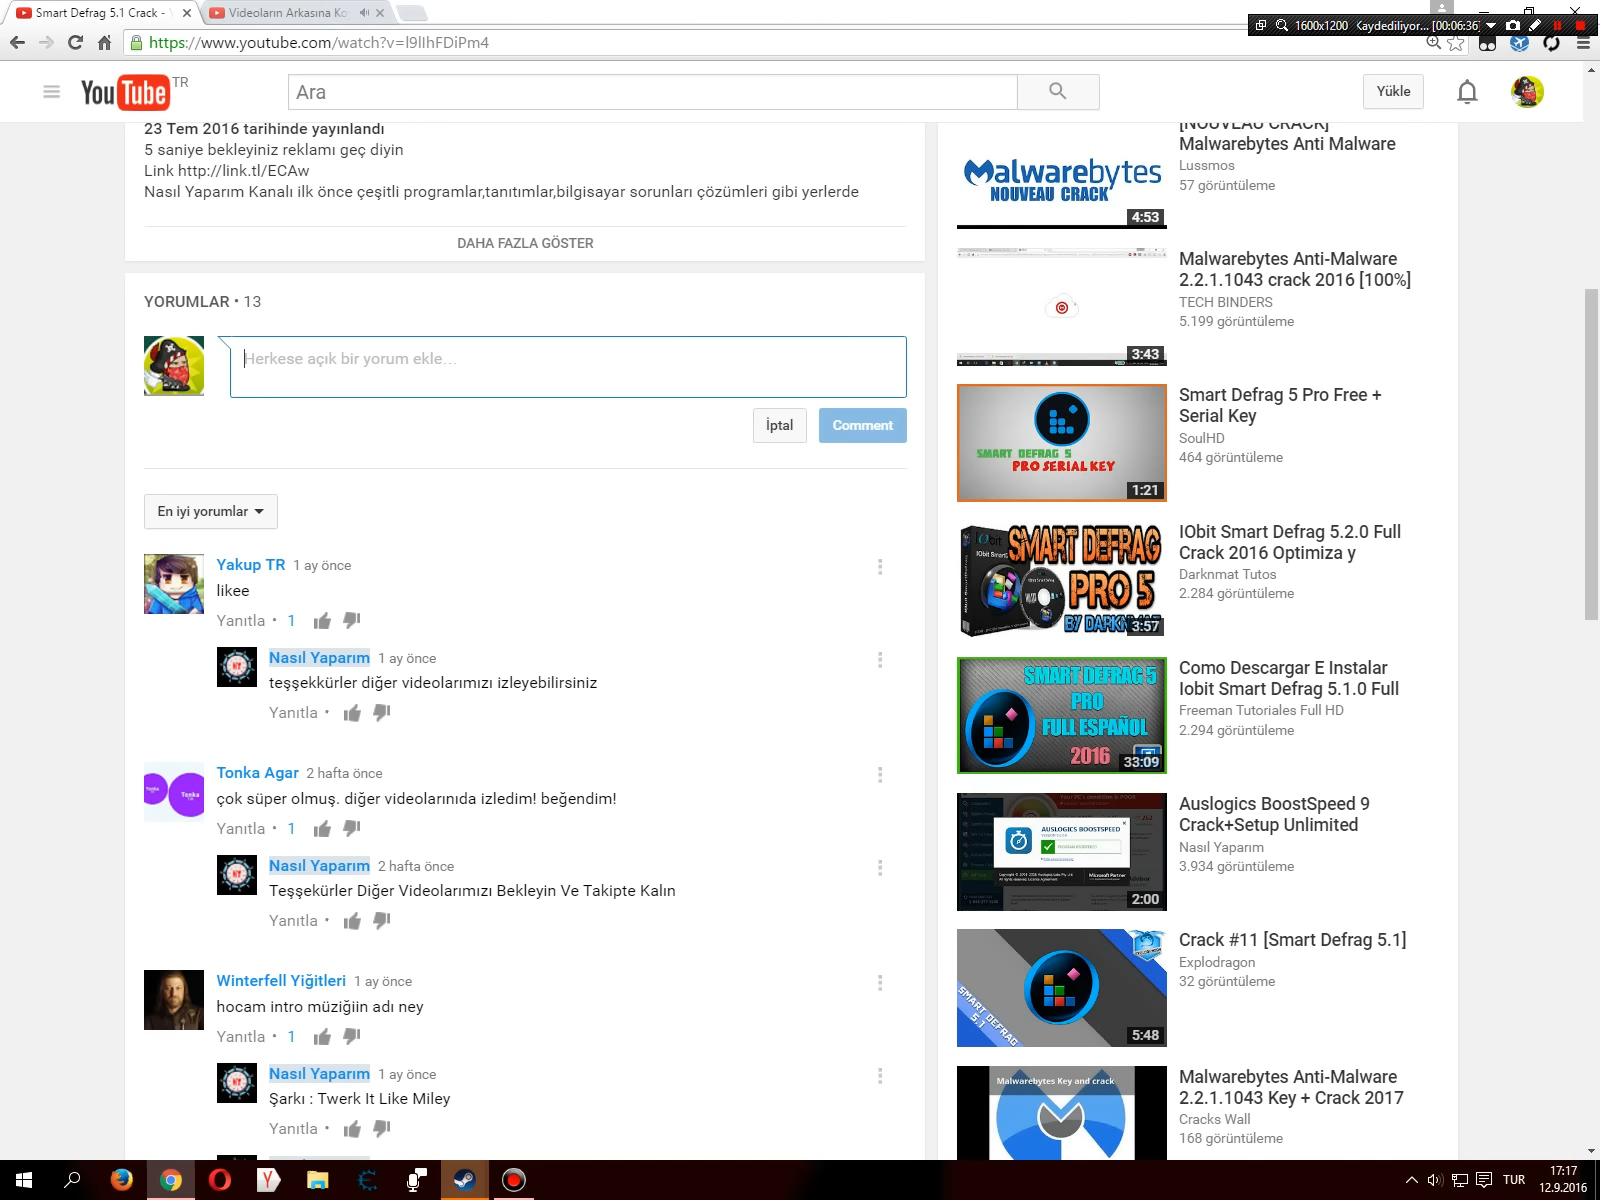 Smart Defrag 5.1 Crack -
Videoların Arkasına Ko
1600x1200 Kaydediliyor... [00:06:36]
https://www.youtube.com/watch?v=l9lIhFDiPm4
YouTube TR
Ara
Yükle
23 Tem 2016 tarihinde yayınlandı
5 saniye bekleyiniz reklamı geç diyin
Link http://link.tl/ECAw
Nasıl Yaparım Kanalı ilk önce çeşitli programlar,tanıtımlar,bilgisayar sorunları çözümleri gibi yerlerde
DAHA FAZLA GÖSTER
YORUMLAR • 13
Herkese açık bir yorum ekle...
İptal
Comment
En iyi yorumlar
Yakup TR 1 ay önce
likee
Yanıtla • 1
Nasıl Yaparım 1 ay önce
teşşekkürler diğer videolarımızı izleyebilirsiniz
Yanıtla •
Tonka Agar 2 hafta önce
çok süper olmuş. diğer videolarınıda izledim! beğendim!
Yanıtla • 1
Nasıl Yaparım 2 hafta önce
Teşşekürler Diğer Videolarımızı Bekleyin Ve Takipte Kalın
Yanıtla •
Winterfell Yiğitleri 1 ay önce
hocam intro müziğiin adı ney
Yanıtla • 1
Nasıl Yaparım 1 ay önce
Şarkı : Twerk It Like Miley
Yanıtla •
[NOUVEAU CRACK]
Malwarebytes Anti Malware
Lussmos
57 görüntüleme
Malwarebytes
NOUVEAU CRACK
4:53
Malwarebytes Anti-Malware
2.2.1.1043 crack 2016 [100%]
TECH BINDERS
5.199 görüntüleme
3:43
Smart Defrag 5 Pro Free +
Serial Key
SoulHD
464 görüntüleme
SMART DEFRAG 5
PRO SERIAL KEY
1:21
IObit Smart Defrag 5.2.0 Full
Crack 2016 Optimiza y
Darknmat Tutos
2.284 görüntüleme
SMART DEFRAG
PRO 5
3:57
Como Descargar E Instalar
Iobit Smart Defrag 5.1.0 Full
Freeman Tutoriales Full HD
2.294 görüntüleme
SMART DEFRAG 5
PRO
FULL ESPAÑOL
2016
33:09
Auslogics BoostSpeed 9
Crack+Setup Unlimited
Nasıl Yaparım
3.934 görüntüleme
AUSLOGICS BOOSTSPEED
Microsoft Partner
2:00
Crack #11 [Smart Defrag 5.1]
Explodragon
32 görüntüleme
SMART DEFRAG
5.1
5:48
Malwarebytes Anti-Malware
2.2.1.1043 Key + Crack 2017
Cracks Wall
168 görüntüleme
Malwarebytes Key and crack
TUR
17:17
12.9.2016